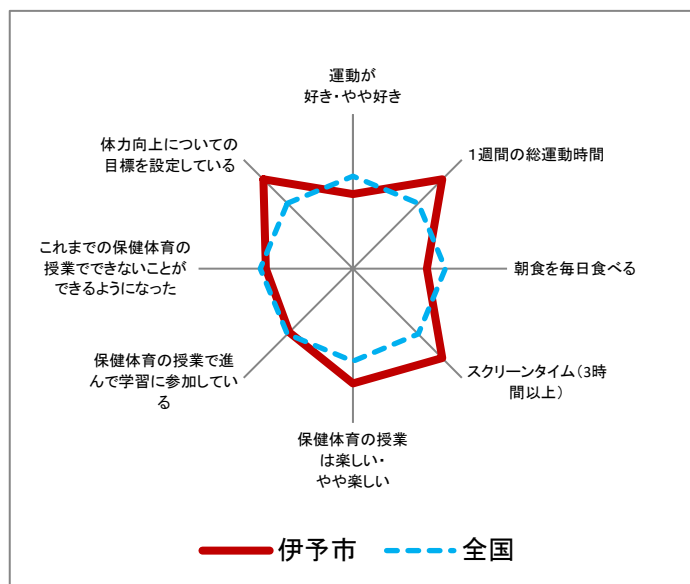 運動が
好き・やや好き
1週間の総運動時間
朝食を毎日食べる
スクリーンタイム(3時
間以上)
保健体育の授業
は楽しい・
やや楽しい
保健体育の授業で進
んで学習に参加してい
る
これまでの保健体育の
授業でできないことが
できるようになった
体力向上についての
目標を設定している
伊予市
全国